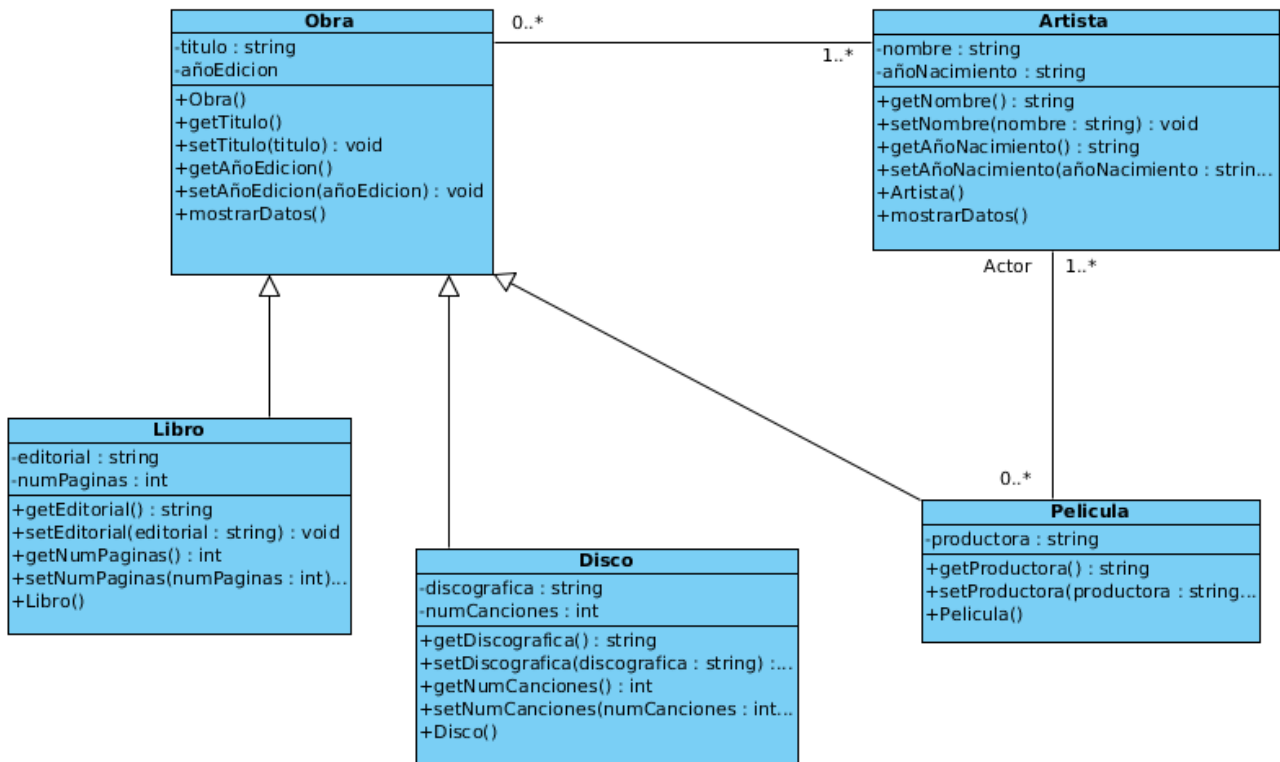 Obra
-titulo : string
-añoEdicion
+Obra()
+getTitulo()
+setTitulo(titulo) : void
+getAñoEdicion()
+setAñoEdicion(añoEdicion) : void
+mostrarDatos()
0..*
1..*
Artista
-nombre : string
-añoNacimiento : string
+getNombre() : string
+setNombre(nombre : string) : void
+getAñoNacimiento() : string
+setAñoNacimiento(añoNacimiento : strin...
+Artista()
+mostrarDatos()
Actor
1..*
0..*
Libro
-editorial : string
-numPaginas : int
+getEditorial() : string
+setEditorial(editorial : string) : void
+getNumPaginas() : int
+setNumPaginas(numPaginas : int)...
+Libro()
Disco
-discografica : string
-numCanciones : int
+getDiscografica() : string
+setDiscografica(discografica : string) :...
+getNumCanciones() : int
+setNumCanciones(numCanciones : int...
+Disco()
Pelicula
-productora : string
+getProductora() : string
+setProductora(productora : string...
+Pelicula()